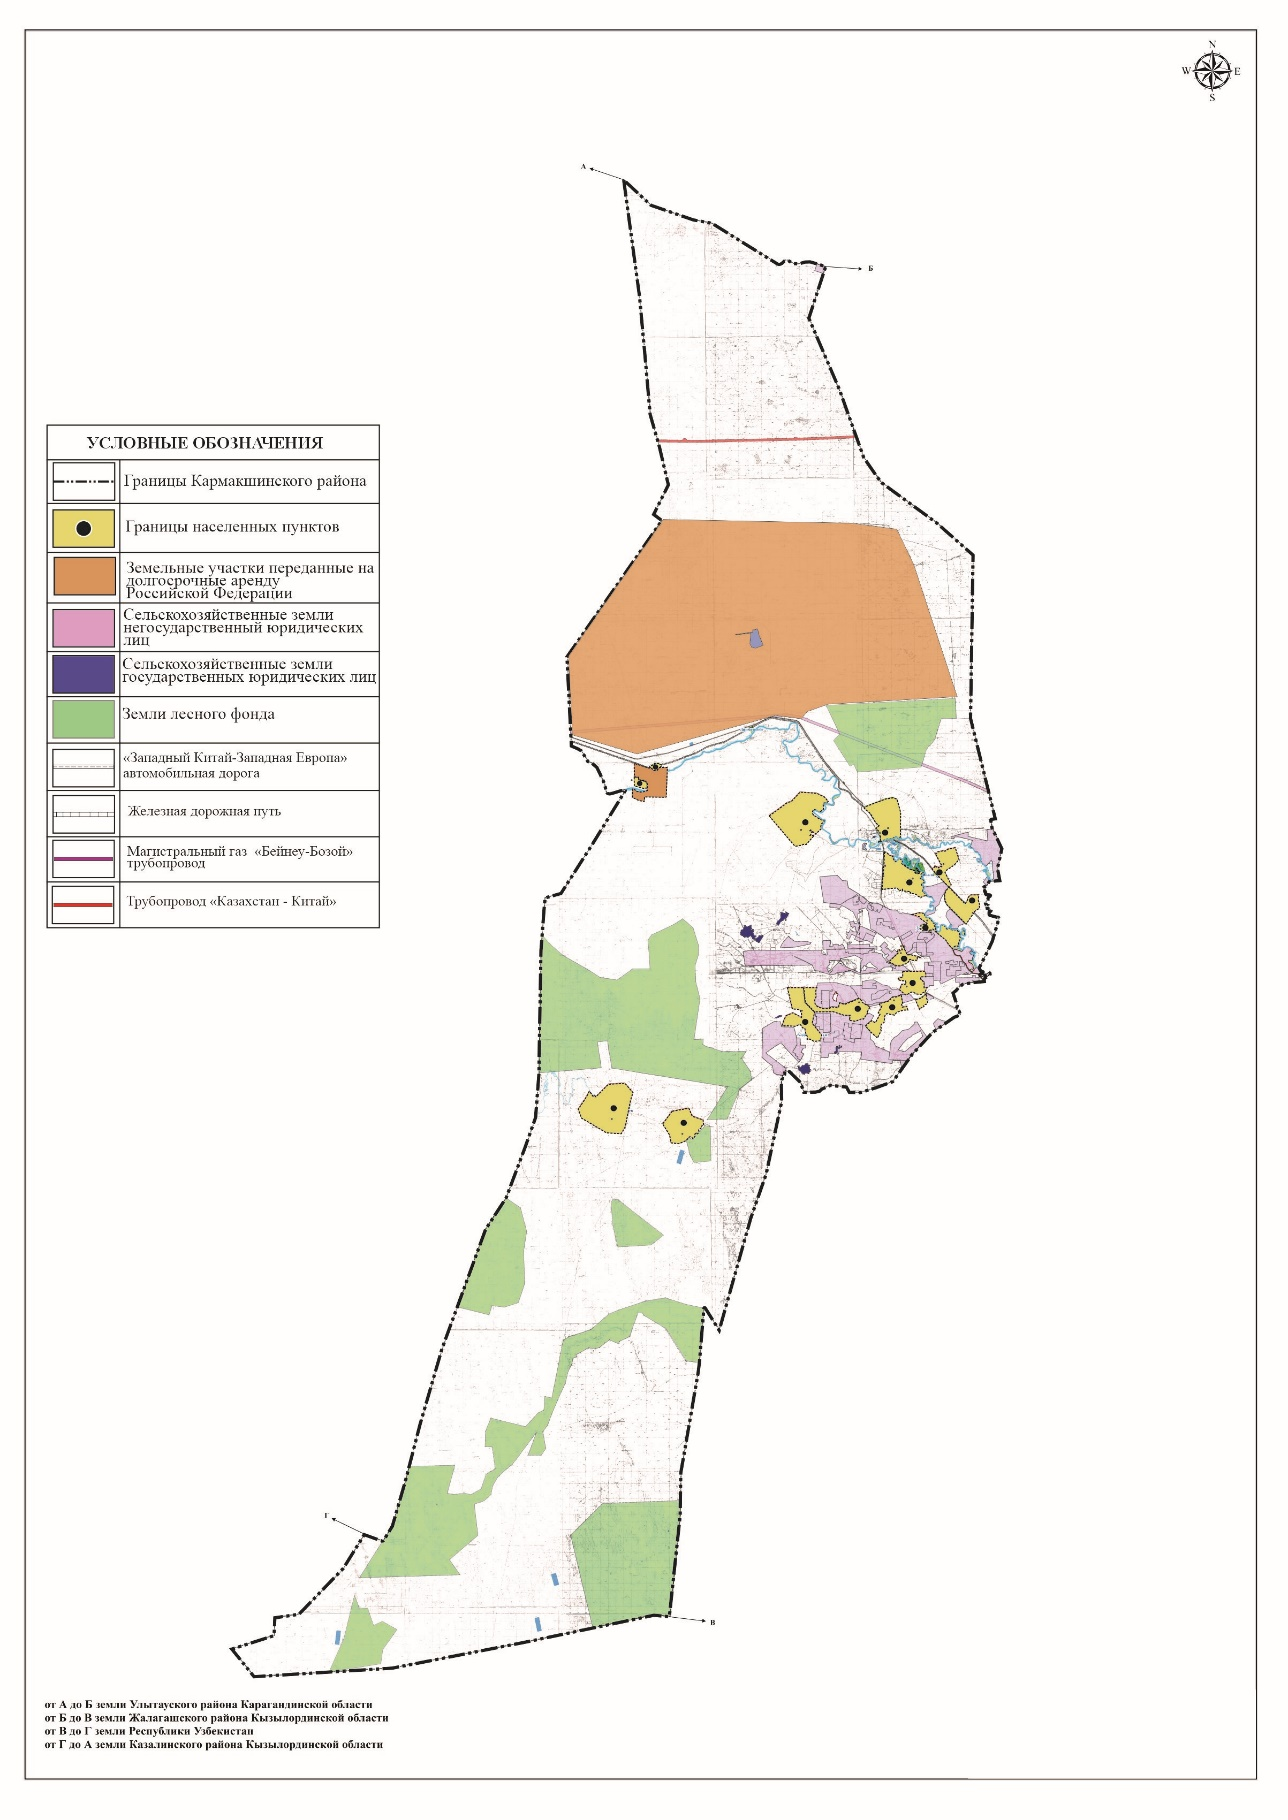 N
W E
S
А
Б
УСЛОВНЫЕ ОБОЗНАЧЕНИЯ
Границы Кармакшинского района
Границы населенных пунктов
Земельные участки переданные на
долгосрочные аренду
Российской Федерации
Сельскохозяйственные земли
негосударственный юридических
лиц
Сельскохозяйственные земли
государственных юридических лиц
Земли лесного фонда
«Западный Китай-Западная Европа»
автомобильная дорога
Железная дорожная путь
Магистральный газ «Бейнеу-Бозой»
трубопровод
Трубопровод «Казахстан - Китай»
Г
В
от А до Б земли Улытауского района Карагандинской области
от Б до В земли Жалагашского района Кызылординской области
от В до Г земли Республики Узбекистан
от Г до А земли Казалинского района Кызылординской области